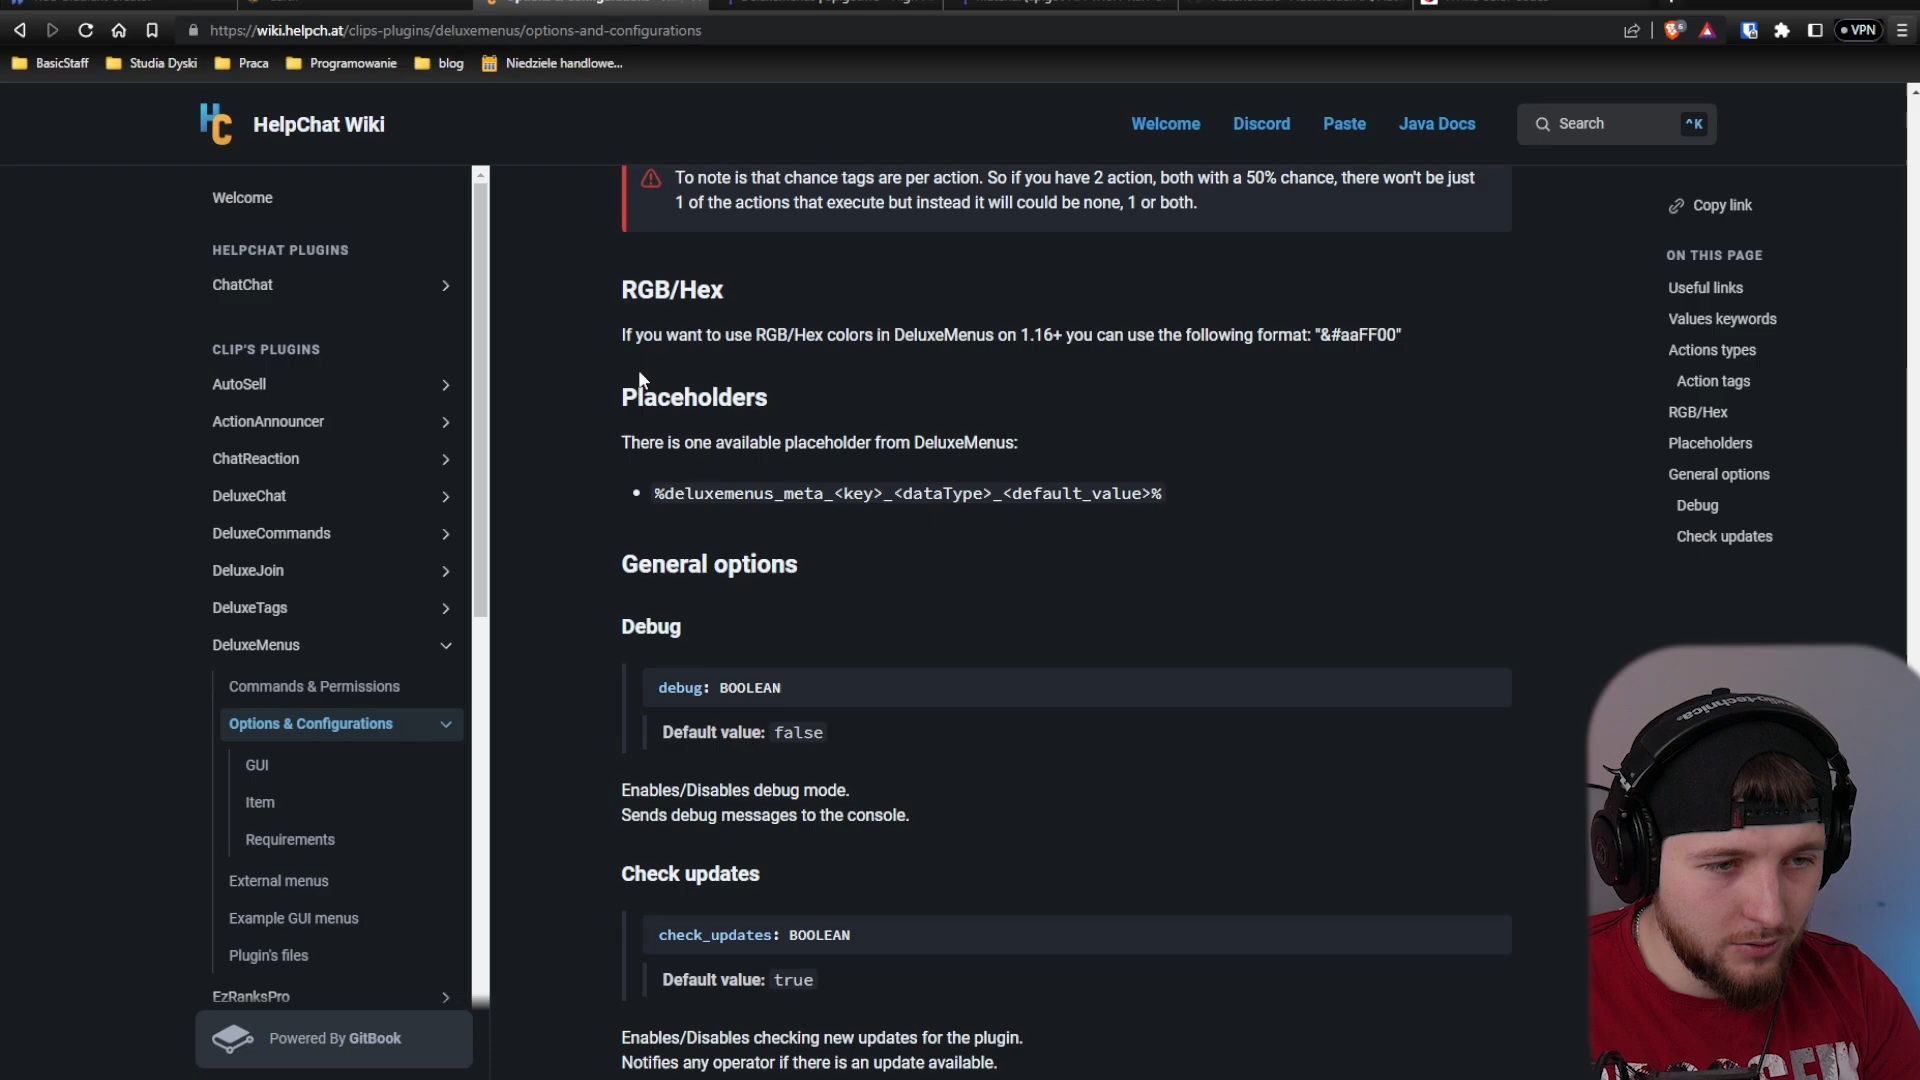 https://wiki.helpch.at/clips-plugins/deluxemenus/options-and-configurations
6
VPN
BasicStaff
Studia Dyski
Praca
Programowanie
blog
Niedziele handlowe...
HelpChat Wiki
Welcome
Discord
Paste
Java Docs
Search
^K
Welcome
HELPCHAT PLUGINS
ChatChat
CLIP'S PLUGINS
AutoSell
ActionAnnouncer
ChatReaction
DeluxeChat
DeluxeCommands
DeluxeJoin
DeluxeTags
DeluxeMenus
Commands & Permissions
Options & Configurations
GUI
Item
Requirements
External menus
Example GUI menus
Plugin's files
EzRanksPro
Powered By GitBook
To note is that chance tags are per action. So if you have 2 action, both with a 50% chance, there won't be just
1 of the actions that execute but instead it will could be none, 1 or both.
RGB/Hex
If you want to use RGB/Hex colors in DeluxeMenus on 1.16+ you can use the following format: "&#aaFF00"
Placeholders
There is one available placeholder from DeluxeMenus:
• %deluxemenus_meta_<key>_<dataType>_<default_value>%
General options
Debug
debug: BOOLEAN
Default value: false
Enables/Disables debug mode.
Sends debug messages to the console.
Check updates
check_updates: BOOLEAN
Default value: true
Enables/Disables checking new updates for the plugin.
Notifies any operator if there is an update available.
Copy link
ON THIS PAGE
Useful links
Values keywords
Actions types
Action tags
RGB/Hex
Placeholders
General options
Debug
Check updates
audio-technica